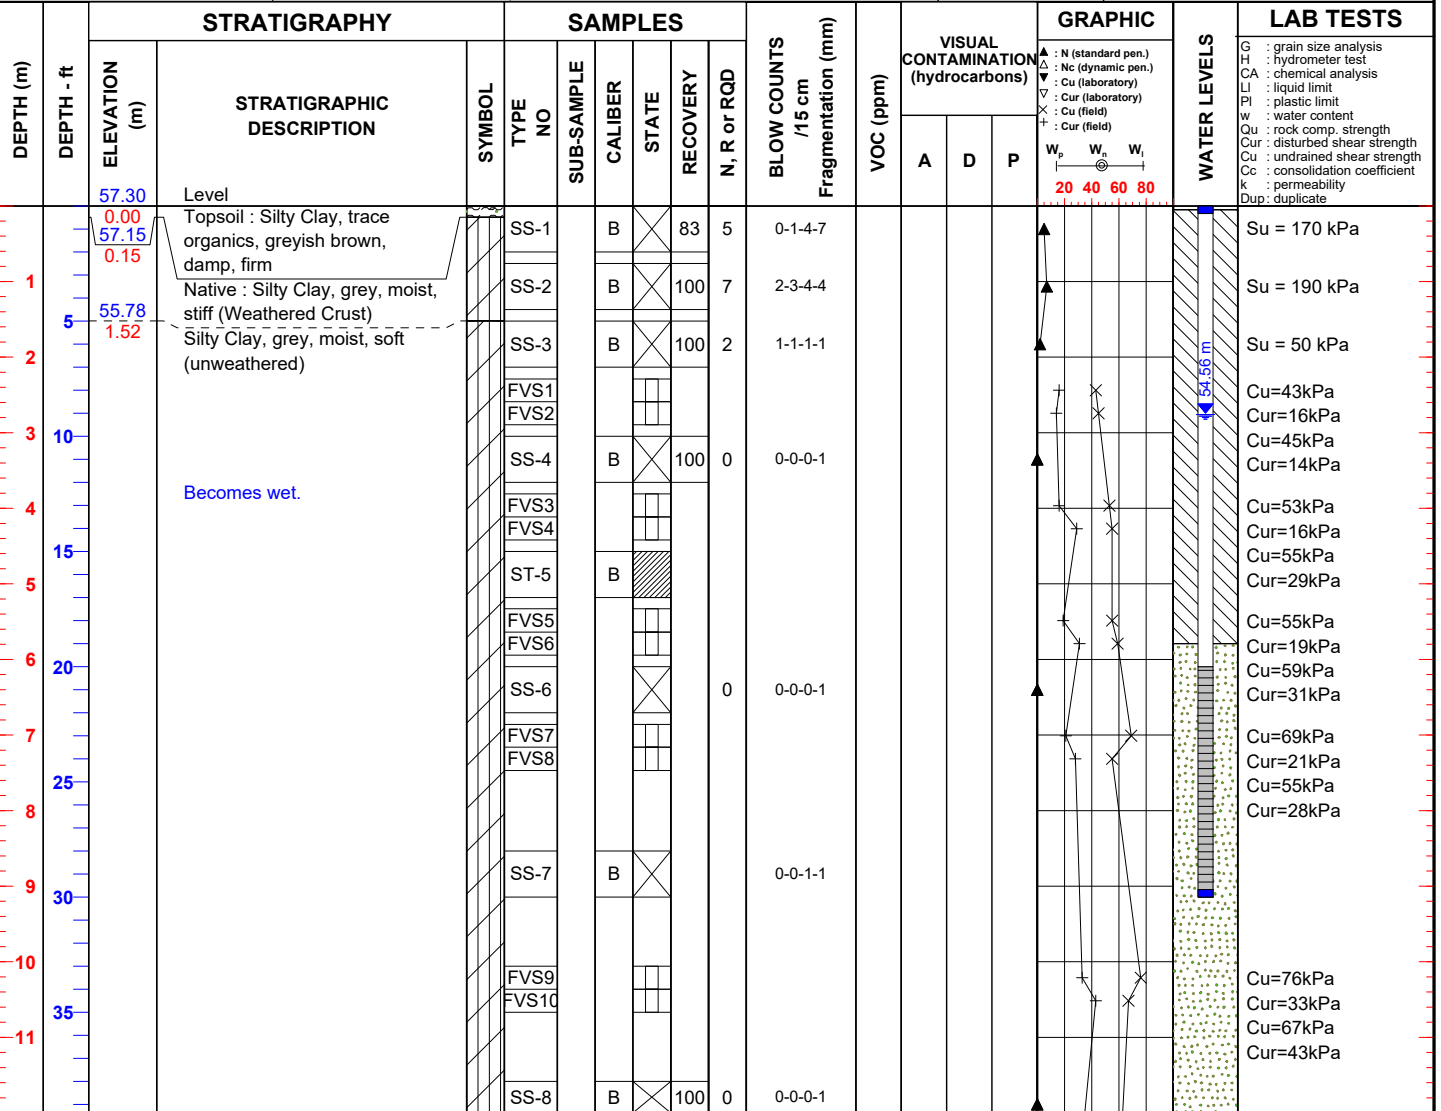 STRATIGRAPHY
SAMPLES
GRAPHIC
LAB TESTS
DEPTH (m)
DEPTH - ft
ELEVATION (m)
STRATIGRAPHIC DESCRIPTION
SYMBOL
TYPE NO
SUB-SAMPLE
CALIBER
STATE
RECOVERY
N, R or RQD
BLOW COUNTS /15 cm Fragmentation (mm)
VOC (ppm)
VISUAL CONTAMINATION (hydrocarbons)
A D P
▲ : N (standard pen.)
△ : Nc (dynamic pen.)
▼ : Cu (laboratory)
▽ : Cur (laboratory)
× : Cu (field)
+ : Cur (field)
Wp Wn Wl
20 40 60 80
WATER LEVELS
G : grain size analysis
H : hydrometer test
CA : chemical analysis
Ll : liquid limit
Pl : plastic limit
w : water content
Qu : rock comp. strength
Cur : disturbed shear strength
Cu : undrained shear strength
Cc : consolidation coefficient
k : permeability
Dup : duplicate
57.30 Level
0.00 Topsoil : Silty Clay, trace
57.15 organics, greyish brown,
0.15 damp, firm
Native : Silty Clay, grey, moist,
55.78 stiff (Weathered Crust)
1.52 Silty Clay, grey, moist, soft
(unweathered)
Becomes wet.
1
2
3
4
5
6
7
8
9
10
11
5
10
15
20
25
30
35
SS-1 B 83 5 0-1-4-7
SS-2 B 100 7 2-3-4-4
SS-3 B 100 2 1-1-1-1
FVS1
FVS2
SS-4 B 100 0 0-0-0-1
FVS3
FVS4
ST-5 B
FVS5
FVS6
SS-6 0 0-0-0-1
FVS7
FVS8
SS-7 B 0-0-1-1
FVS9
FVS10
SS-8 B 100 0 0-0-0-1
54.56 m
Su = 170 kPa
Su = 190 kPa
Su = 50 kPa
Cu=43kPa
Cur=16kPa
Cu=45kPa
Cur=14kPa
Cu=53kPa
Cur=16kPa
Cu=55kPa
Cur=29kPa
Cu=55kPa
Cur=19kPa
Cu=59kPa
Cur=31kPa
Cu=69kPa
Cur=21kPa
Cu=55kPa
Cur=28kPa
Cu=76kPa
Cur=33kPa
Cu=67kPa
Cur=43kPa